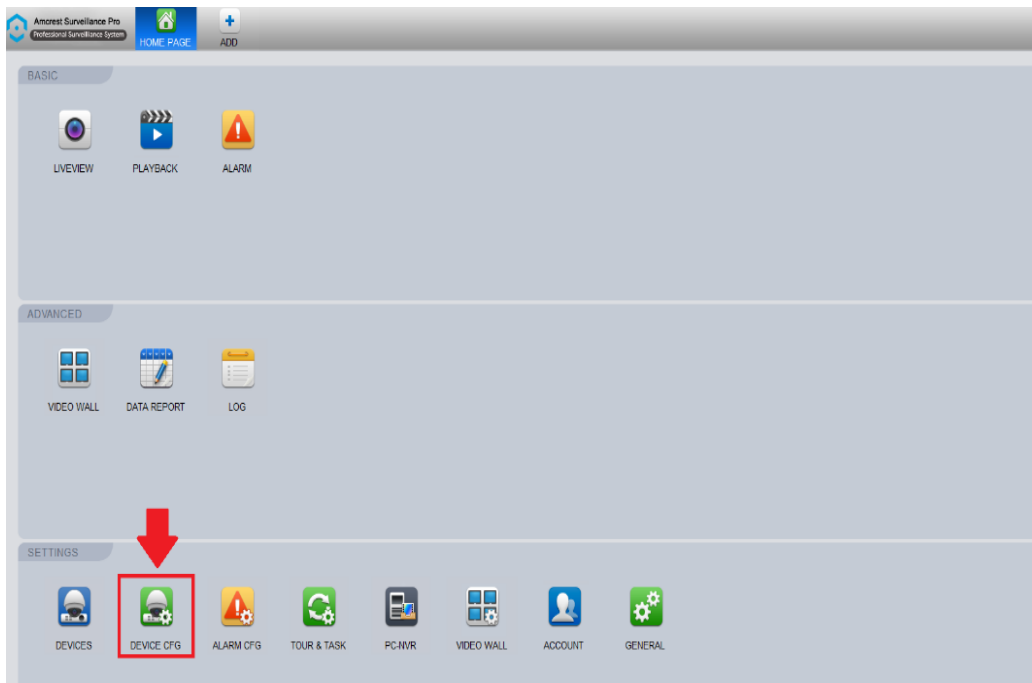 Amcrest Surveillance Pro
Professional Surveillance System
HOME PAGE
ADD
BASIC
LIVEVIEW
PLAYBACK
ALARM
ADVANCED
VIDEO WALL
DATA REPORT
LOG
SETTINGS
DEVICES
DEVICE CFG
ALARM CFG
TOUR & TASK
PC-NVR
VIDEO WALL
ACCOUNT
GENERAL